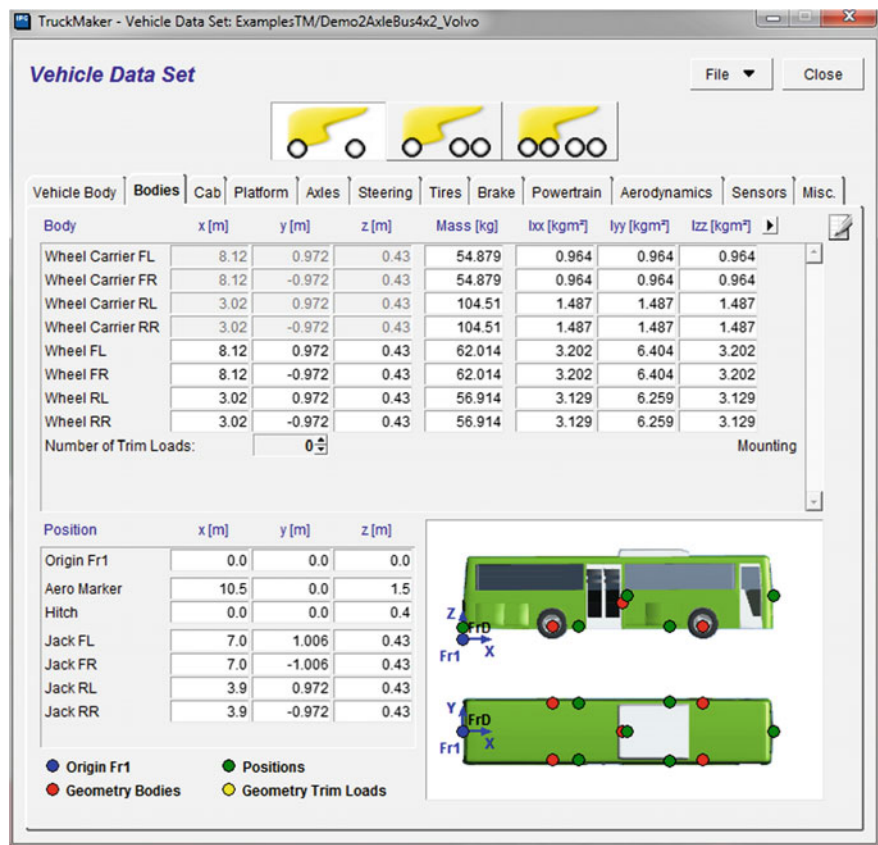 TruckMaker - Vehicle Data Set: ExamplesTM/Demo2AxleBus4x2_Volvo
Vehicle Data Set
File
Close
Vehicle Body Bodies Cab Platform Axles Steering Tires Brake Powertrain Aerodynamics Sensors Misc.
Body x [m] y [m] z [m] Mass [kg] Ixx [kgm²] Iyy [kgm²] Izz [kgm²]
Wheel Carrier FL 8.12 0.972 0.43 54.879 0.964 0.964 0.964
Wheel Carrier FR 8.12 -0.972 0.43 54.879 0.964 0.964 0.964
Wheel Carrier RL 3.02 0.972 0.43 104.51 1.487 1.487 1.487
Wheel Carrier RR 3.02 -0.972 0.43 104.51 1.487 1.487 1.487
Wheel FL 8.12 0.972 0.43 62.014 3.202 6.404 3.202
Wheel FR 8.12 -0.972 0.43 62.014 3.202 6.404 3.202
Wheel RL 3.02 0.972 0.43 56.914 3.129 6.259 3.129
Wheel RR 3.02 -0.972 0.43 56.914 3.129 6.259 3.129
Number of Trim Loads: 0 Mounting
Position x [m] y [m] z [m]
Origin Fr1 0.0 0.0 0.0
Aero Marker 10.5 0.0 1.5
Hitch 0.0 0.0 0.4
Jack FL 7.0 1.006 0.43
Jack FR 7.0 -1.006 0.43
Jack RL 3.9 0.972 0.43
Jack RR 3.9 -0.972 0.43
Origin Fr1 Positions
Geometry Bodies Geometry Trim Loads
Z
FrD
Fr1 X
Y
FrD
Fr1 X